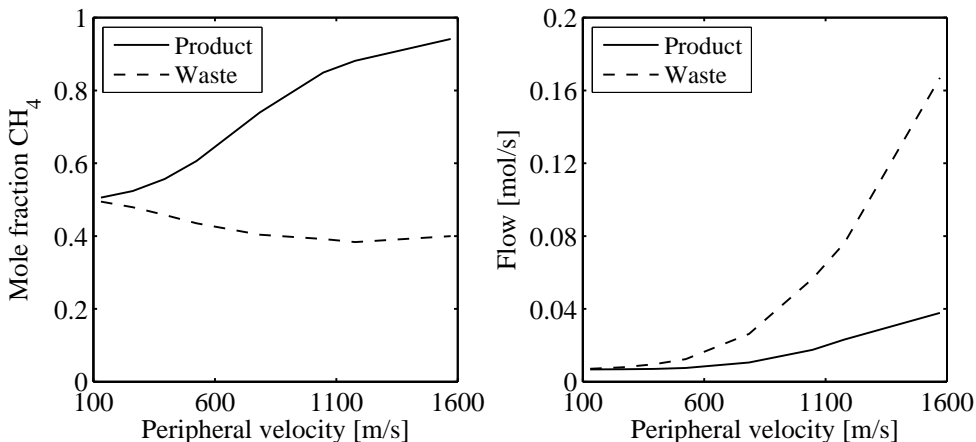 1
0.8
0.6
0.4
0.2
0
Mole fraction CH4
Product
Waste
100
600
1100
1600
Peripheral velocity [m/s]
0.2
0.16
0.12
0.08
0.04
0
Flow [mol/s]
Product
Waste
100
600
1100
1600
Peripheral velocity [m/s]